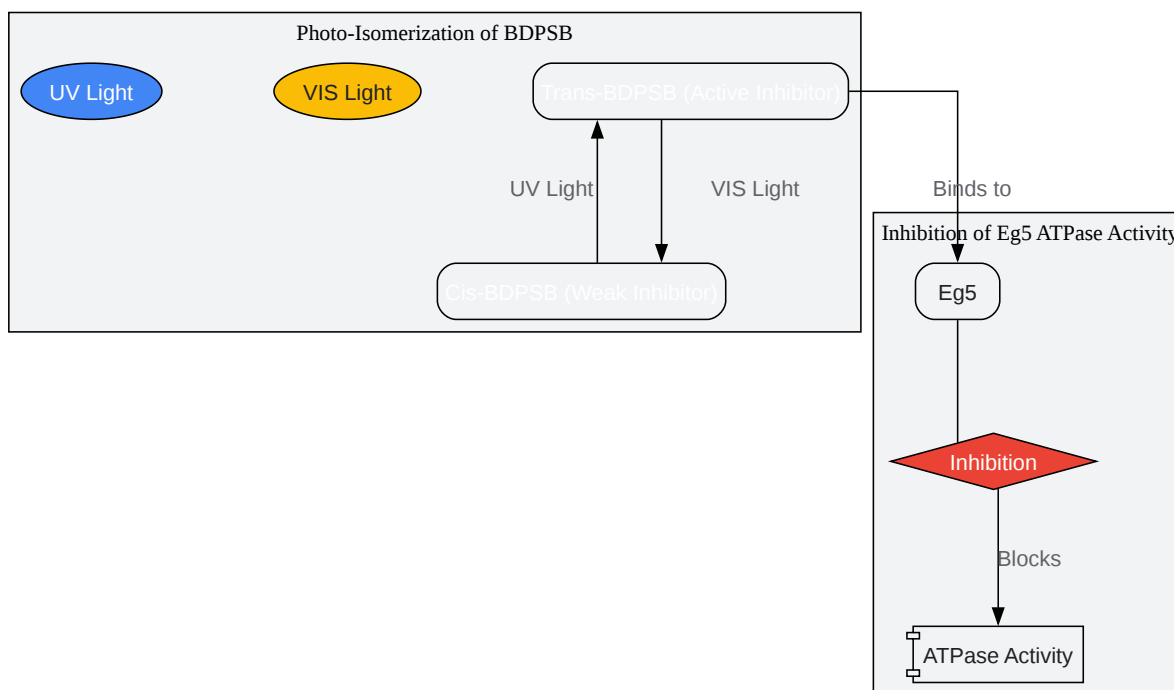 Photo-Isomerization of BDPSB
UV Light
VIS Light
Trans-BDPSB (Active Inhibitor)
UV Light
VIS Light
Binds to
Inhibition of Eg5 ATPase Activity
Cis-BDPSB (Weak Inhibitor)
Eg5
Inhibition
Blocks
ATPase Activity